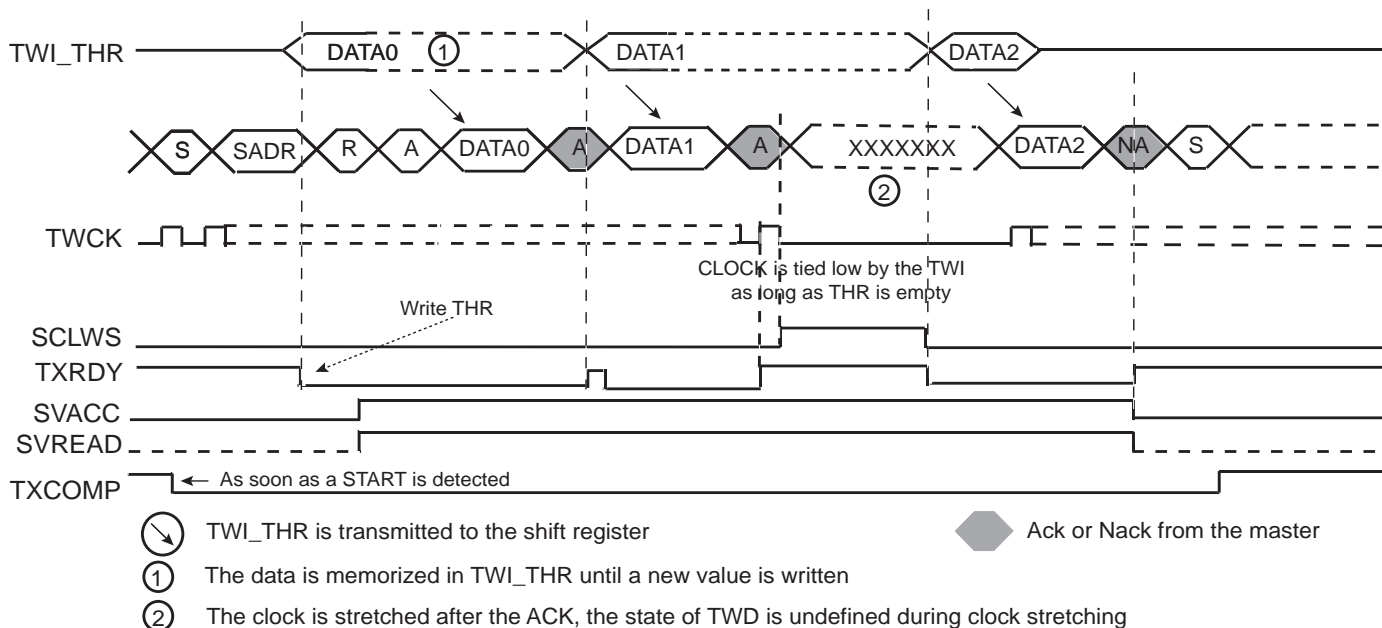 TWI_THR DATA0 1 DATA1 DATA2
S SADR R A DATA0 A DATA1 A XXXXXXX DATA2 NA S
2
TWCK
CLOCK is tied low by the TWI
as long as THR is empty
Write THR
SCLWS
TXRDY
SVACC
SVREAD
TXCOMP As soon as a START is detected
TWI_THR is transmitted to the shift register Ack or Nack from the master
1 The data is memorized in TWI_THR until a new value is written
2 The clock is stretched after the ACK, the state of TWD is undefined during clock stretching